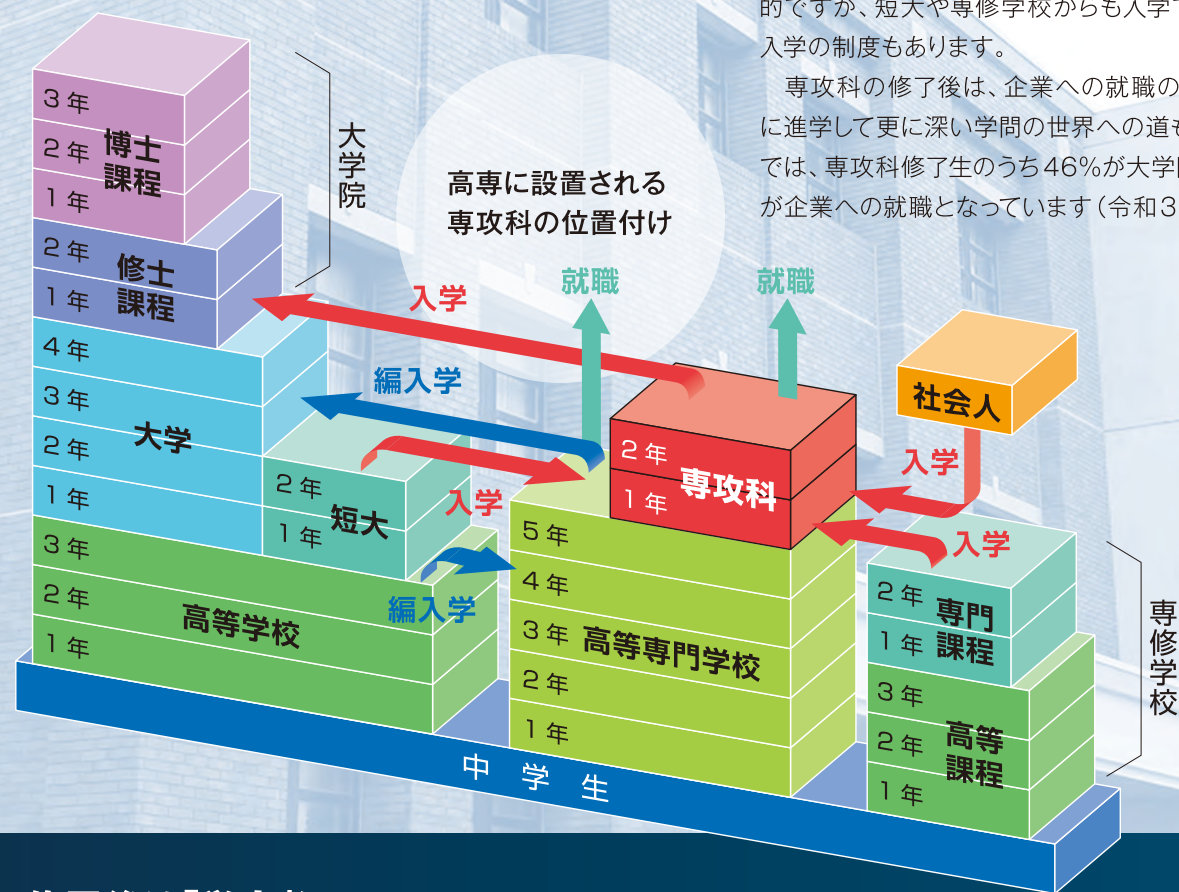 的ですが、短大や専修学校からも入学
入学の制度もあります。
専攻科の修了後は、企業への就職の
に進学して更に深い学問の世界への道も
では、専攻科修了生のうち46%が大学
が企業への就職となっています(令和3
高専に設置される
専攻科の位置付け
大学院
3年
2年
1年
博士
課程
2年
1年
修士
課程
4年
3年
2年
1年
大学
2年
1年
短大
3年
2年
1年
高等学校
入学
編入学
入学
編入学
就職
就職
2年
1年
専攻科
5年
4年
3年
2年
1年
高等専門学校
社会人
入学
入学
2年
1年
専門
課程
3年
2年
1年
高等
課程
専修学校
中学生